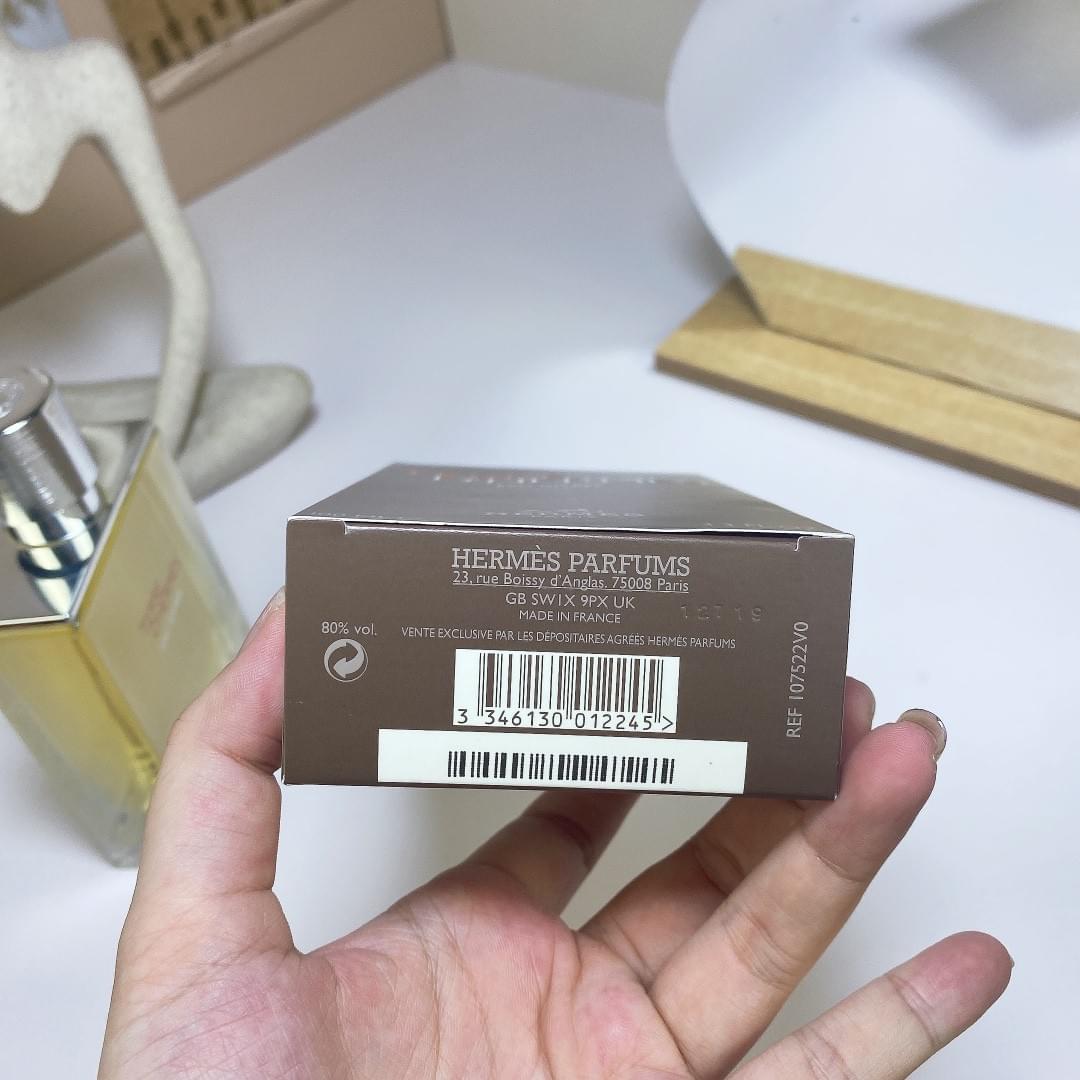 HERMÈS PARFUMS
23, rue Boissy d'Anglas. 75008 Paris
GB SW1X 9PX UK
MADE IN FRANCE
80% vol.
VENTE EXCLUSIVE PAR LES DÉPOSITAIRES AGRÉÉS HERMÈS PARFUMS
3 346130 012245 >
REF 107522V0